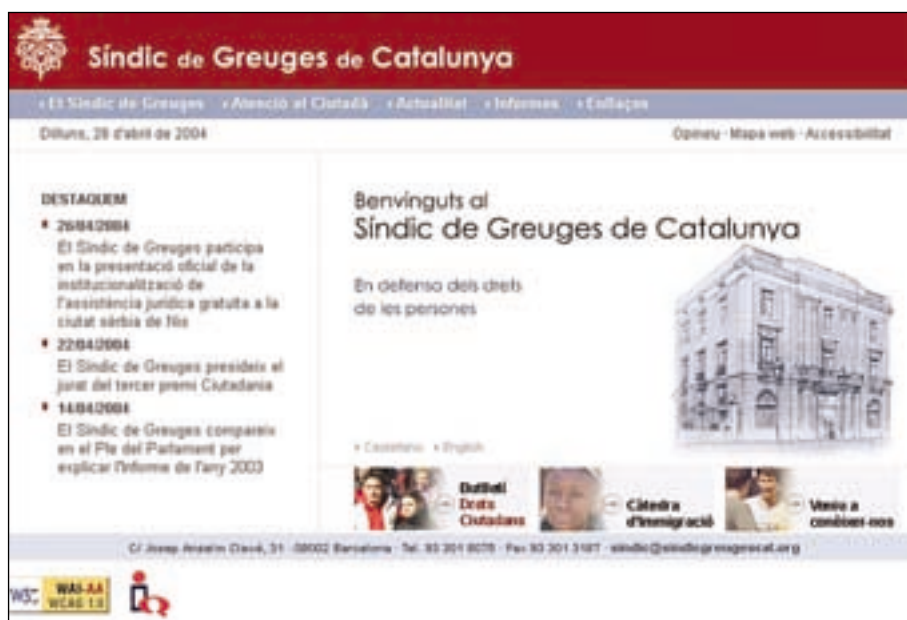 Síndic de Greuges de Catalunya
El Síndic de Greuges Atenció al Ciutadà Actualitat Informes Enllaços
Dilluns, 28 d'abril de 2004
Opineu · Mapa web · Accessibilitat
DESTAQUEM
26/04/2004
El Síndic de Greuges participa
en la presentació oficial de la
institucionalització de
l'assistència jurídica gratuïta a la
ciutat sèrbia de Nis
22/04/2004
El Síndic de Greuges presideix el
jurat del tercer premi Ciutadania
14/04/2004
El Síndic de Greuges compareix
en el Ple del Parlament per
explicar l'Informe de l'any 2003
Benvinguts al
Síndic de Greuges de Catalunya
En defensa dels drets
de les persones
Castellano English
Butlletí
Drets
Ciutadans
Càtedra
d'Immigració
Veniu a
conèixer-nos
C/ Josep Anselm Clavé, 31 · 08002 Barcelona · Tel. 93 301 8075 · Fax 93 301 3187 · sindic@sindicgreugescat.org
W3C WAI-AA
WCAG 1.0